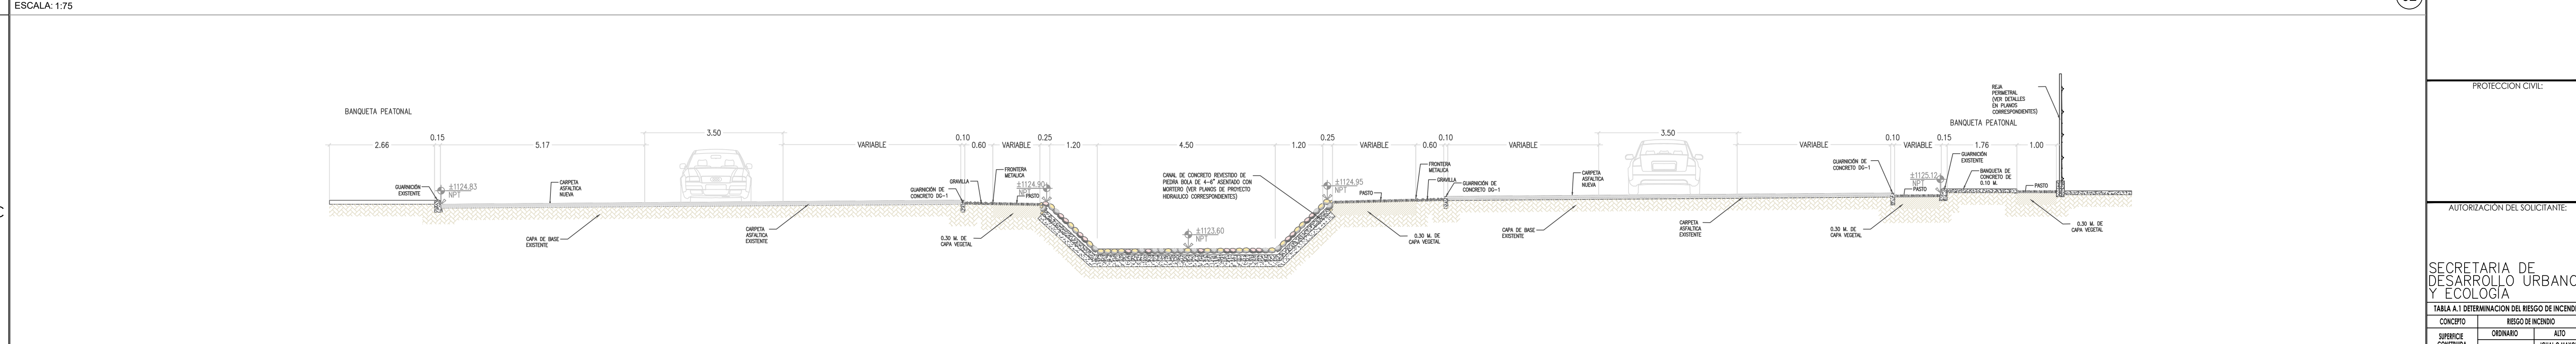 ESCALA: 1:75
BANQUETA PEATONAL
2.66
0.15
5.17
3.50
VARIABLE
0.10
0.60
VARIABLE
0.25
1.20
4.50
1.20
0.25
VARIABLE
0.60
0.10
VARIABLE
3.50
VARIABLE
0.10
VARIABLE
0.15
BANQUETA PEATONAL
1.76
1.00
REJA
PERIMETRAL
(VER DETALLES
EN PLANOS
CORRESPONDIENTES)
GUARNICIÓN
EXISTENTE
±1124.83
NPT
CARPETA
ASFALTICA
NUEVA
CAPA DE BASE
EXISTENTE
CARPETA
ASFALTICA
EXISTENTE
GUARNICIÓN DE
CONCRETO DG-1
GRAVILLA
FRONTERA
METALICA
±1124.90
NPT
PASTO
0.30 M. DE
CAPA VEGETAL
CANAL DE CONCRETO REVESTIDO DE
PIEDRA BOLA DE 4-6" ASENTADO CON
MORTERO (VER PLANOS DE PROYECTO
HIDRAULICO CORRESPONDIENTES)
±1123.60
NPT
±1124.95
NPT
PASTO
FRONTERA
METALICA
GRAVILLA
GUARNICIÓN DE
CONCRETO DG-1
0.30 M. DE
CAPA VEGETAL
CARPETA
ASFALTICA
NUEVA
CAPA DE BASE
EXISTENTE
CARPETA
ASFALTICA
EXISTENTE
GUARNICIÓN DE
CONCRETO DG-1
0.30 M. DE
CAPA VEGETAL
±1125.12
NPT
PASTO
GUARNICIÓN
EXISTENTE
BANQUETA DE
CONCRETO DE
0.10 M.
PASTO
0.30 M. DE
CAPA VEGETAL
PROTECCIÓN CIVIL:
AUTORIZACIÓN DEL SOLICITANTE:
SECRETARIA DE
DESARROLLO URBANO
Y ECOLOGÍA
TABLA A.1 DETERMINACION DEL RIESGO DE INCENDI
CONCEPTO
RIESGO DE INCENDIO
SUPERFICIE
ORDINARIO
ALTO